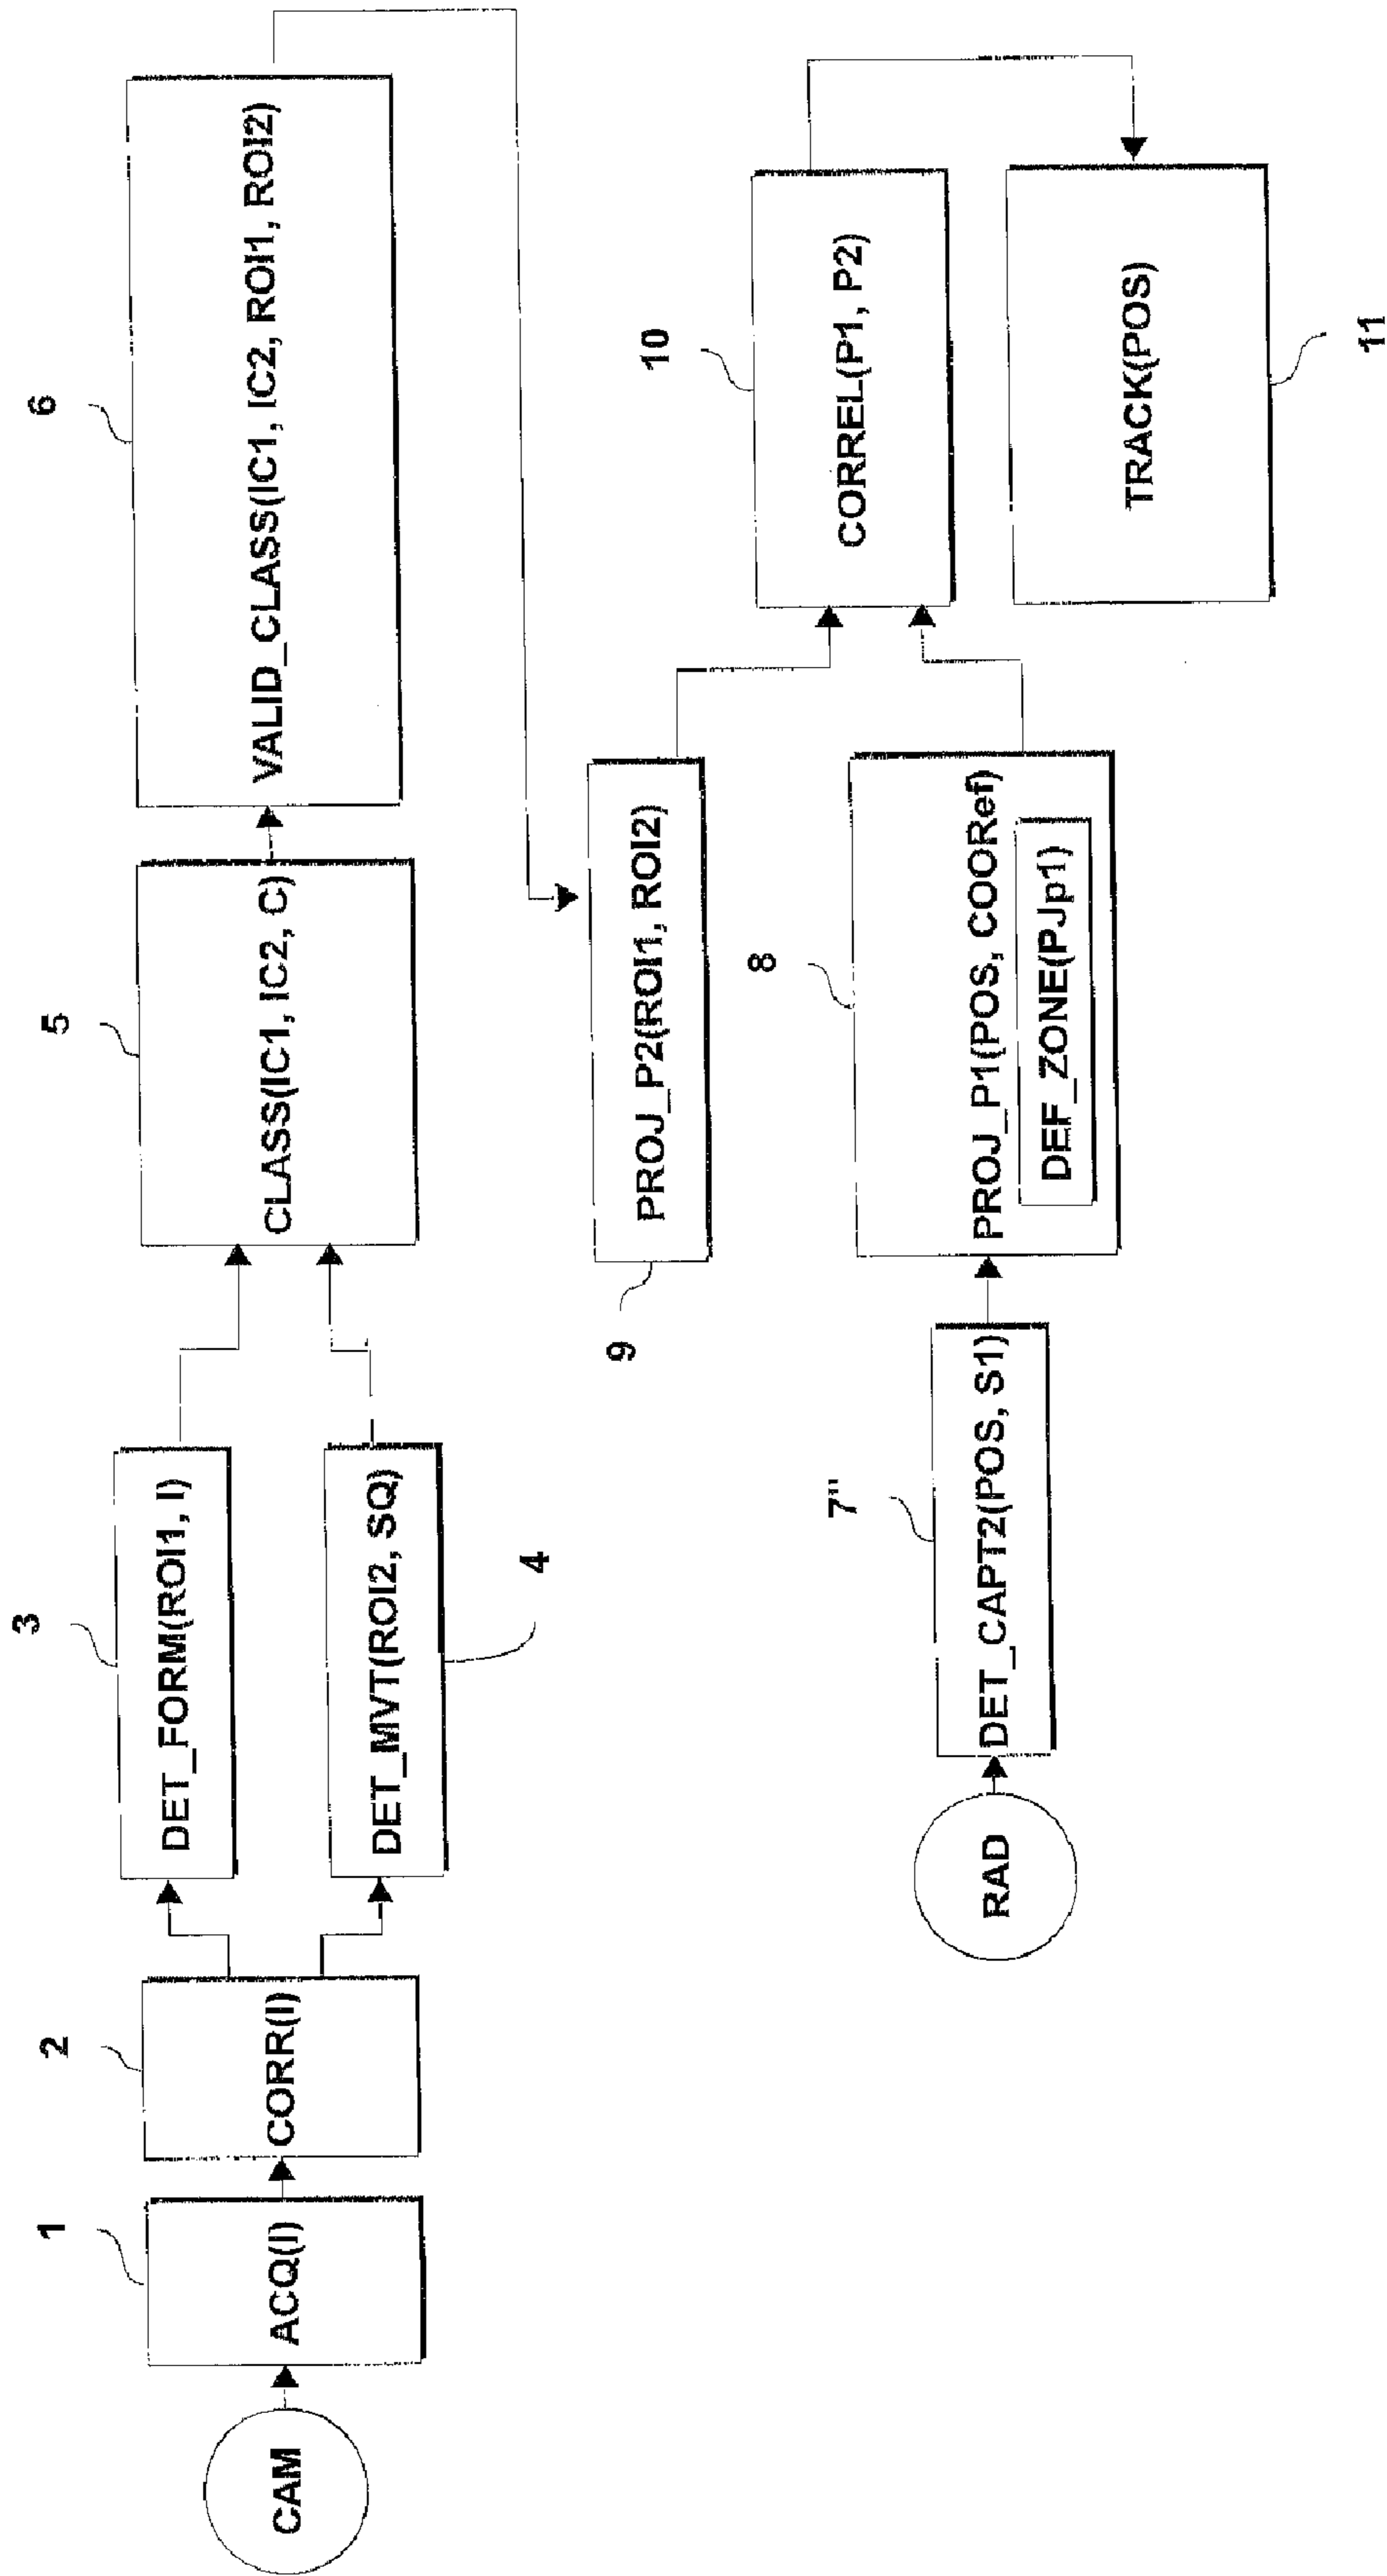 1
2
3
4
5
6
CAM
ACQ(I)
CORR(I)
DET_FORM(ROI1, I)
DET_MVT(ROI2, SQ)
CLASS(IC1, IC2, C)
VALID_CLASS(IC1, IC2, ROI1, ROI2)
9
PROJ_P2(ROI1, ROI2)
10
CORREL(P1, P2)
7"
8
RAD
DET_CAPT2(POS, S1)
PROJ_P1(POS, COORef)
DEF_ZONE(PJp1)
TRACK(POS)
11